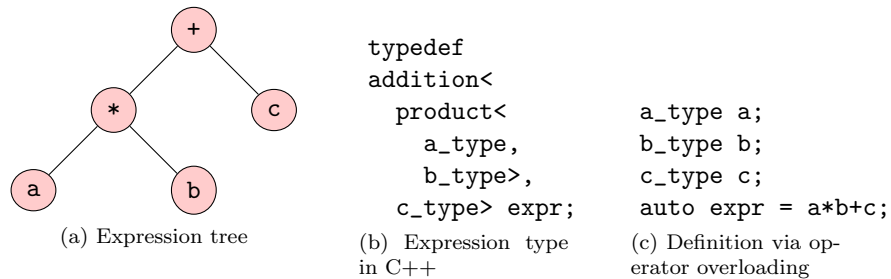 +
*
c
a
b
(a) Expression tree
typedef
addition<
product<
a_type,
b_type>,
c_type> expr;
(b) Expression type
in C++
a_type a;
b_type b;
c_type c;
auto expr = a*b+c;
(c) Definition via op-
erator overloading